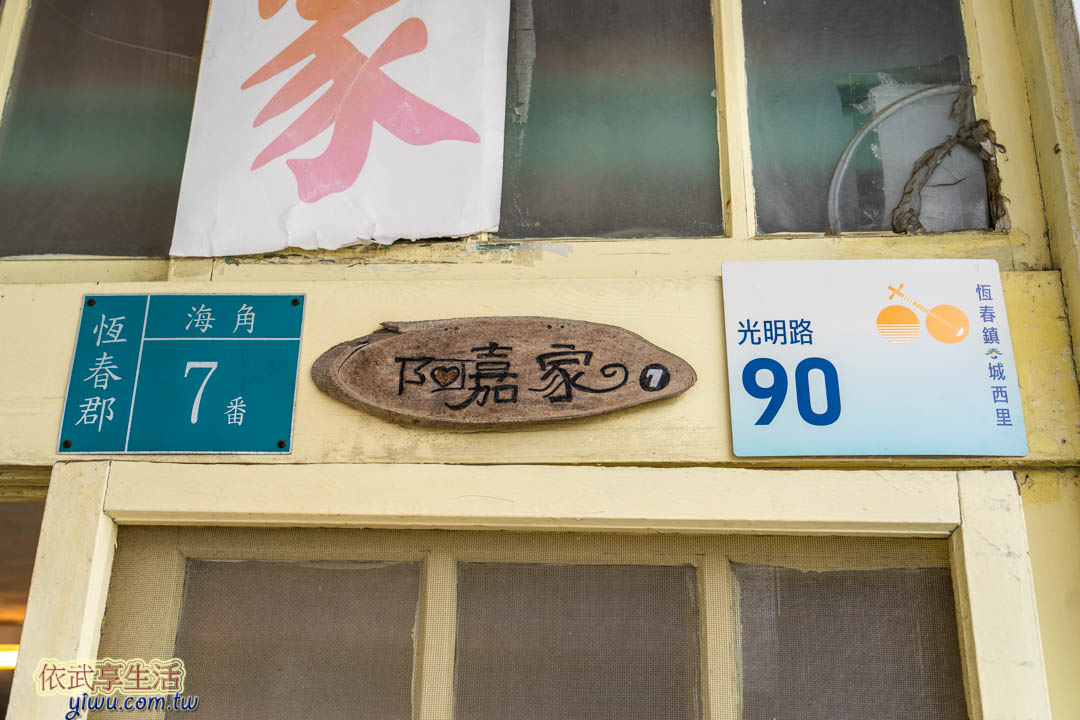 家
恆春郡
海角
7番
阿嘉家
7
光明路
90
恆春鎮城西里
依武享生活
yiwu.com.tw